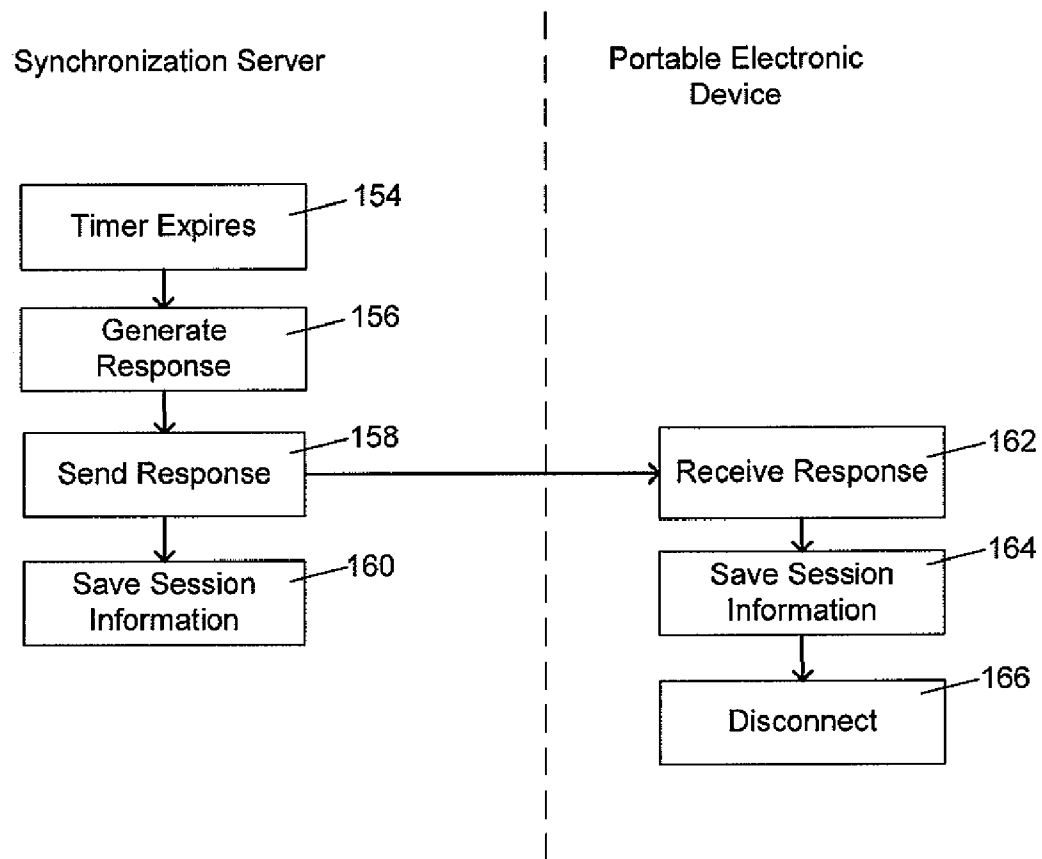 Synchronization Server
Portable Electronic
Device
Timer Expires
154
Generate
Response
156
Send Response
158
Save Session
Information
160
Receive Response
162
Save Session
Information
164
Disconnect
166